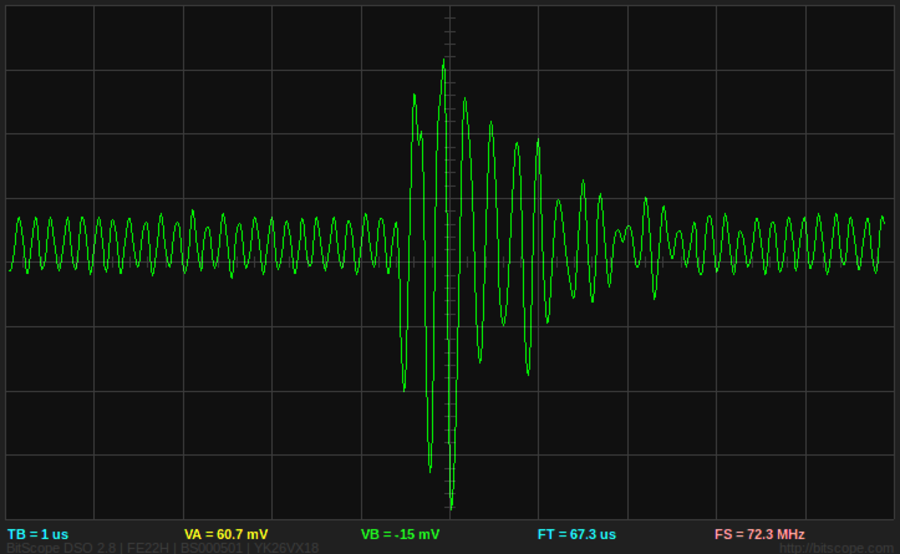 TB = 1 us VA = 60.7 mV VB = -15 mV FT = 67.3 us FS = 72.3 MHz
BitScope DSO 2.8 | FE22H | BS000501 | YK26VX18 http://bitscope.com